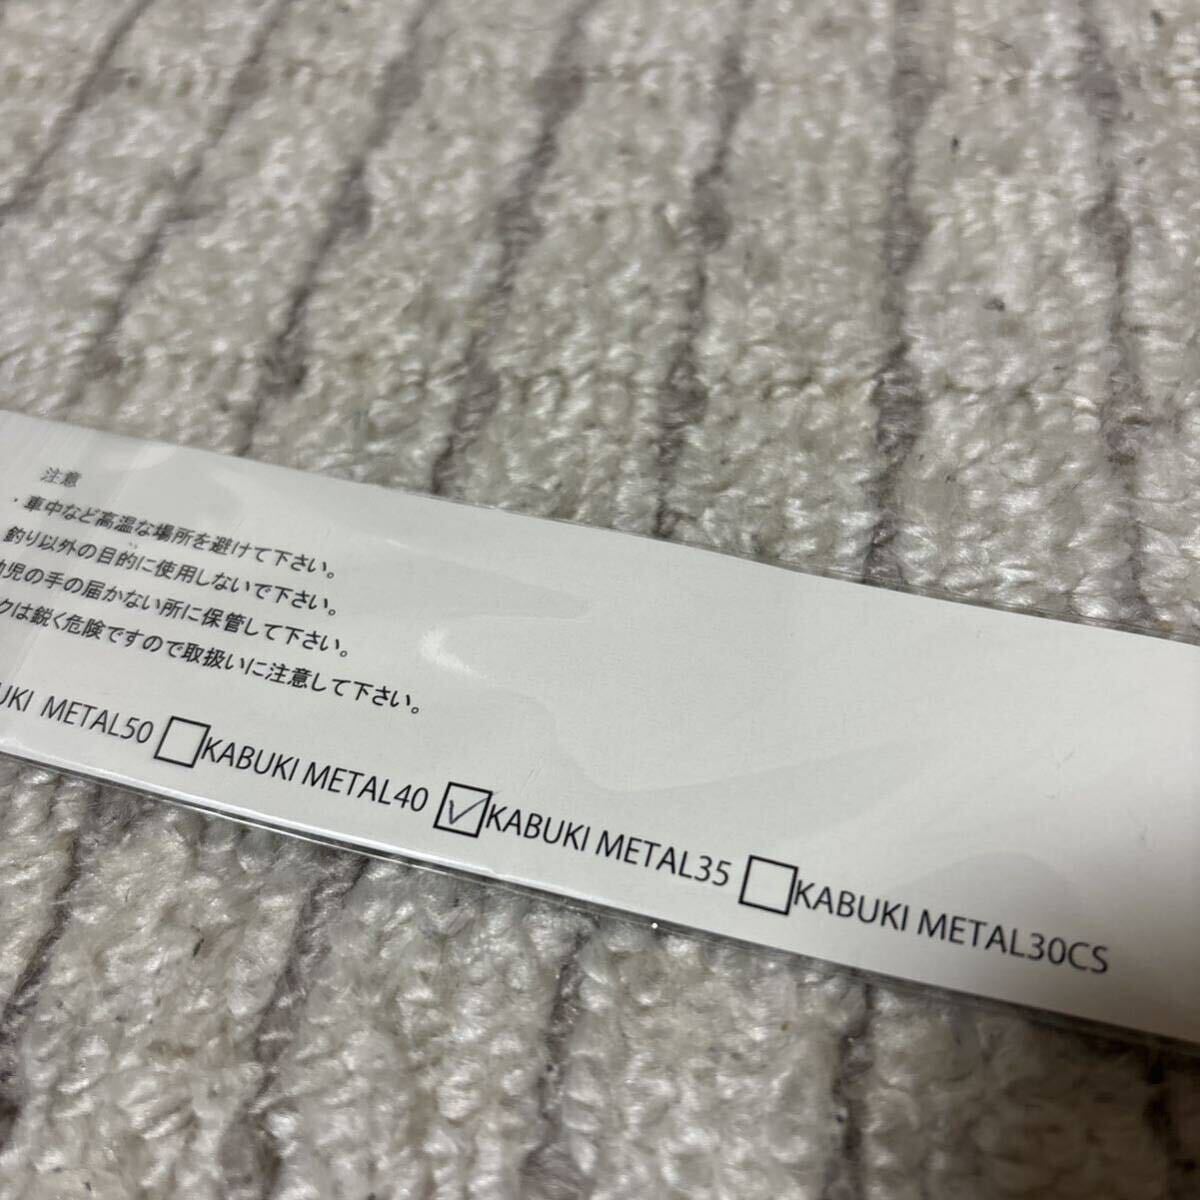 注意
・車中など高温な場所を避けて下さい。
釣り以外の目的に使用しないで下さい。
児の手の届かない所に保管して下さい。
クは鋭く危険ですので取扱いに注意して下さい。
UKI METAL50 □KABUKI METAL40 ☑KABUKI METAL35 □KABUKI METAL30CS